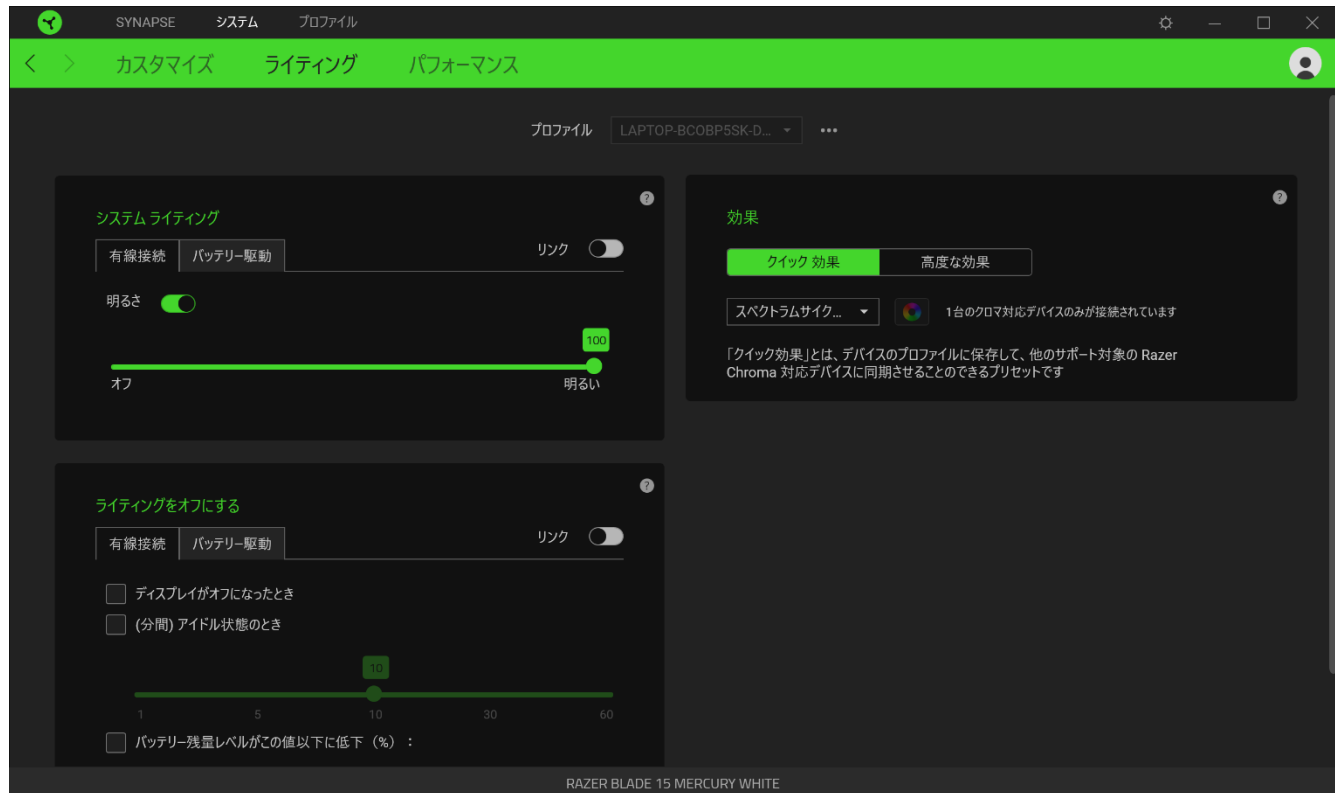 SYNAPSE システム プロファイル
カスタマイズ ライティング パフォーマンス
プロファイル LAPTOP-BCOBP5SK-D... •••
システム ライティング
有線接続 バッテリー駆動 リンク
明るさ
100
オフ 明るい
効果
クイック 効果 高度な効果
スペクトラムサイク... 1台のクロマ対応デバイスのみが接続されています
「クイック効果」とは、デバイスのプロファイルに保存して、他のサポート対象の Razer
Chroma 対応デバイスに同期させることのできるプリセットです
ライティングをオフにする
有線接続 バッテリー駆動 リンク
ディスプレイがオフになったとき
(分間) アイドル状態のとき
10
1 5 10 30 60
バッテリー残量レベルがこの値以下に低下（%）：
RAZER BLADE 15 MERCURY WHITE